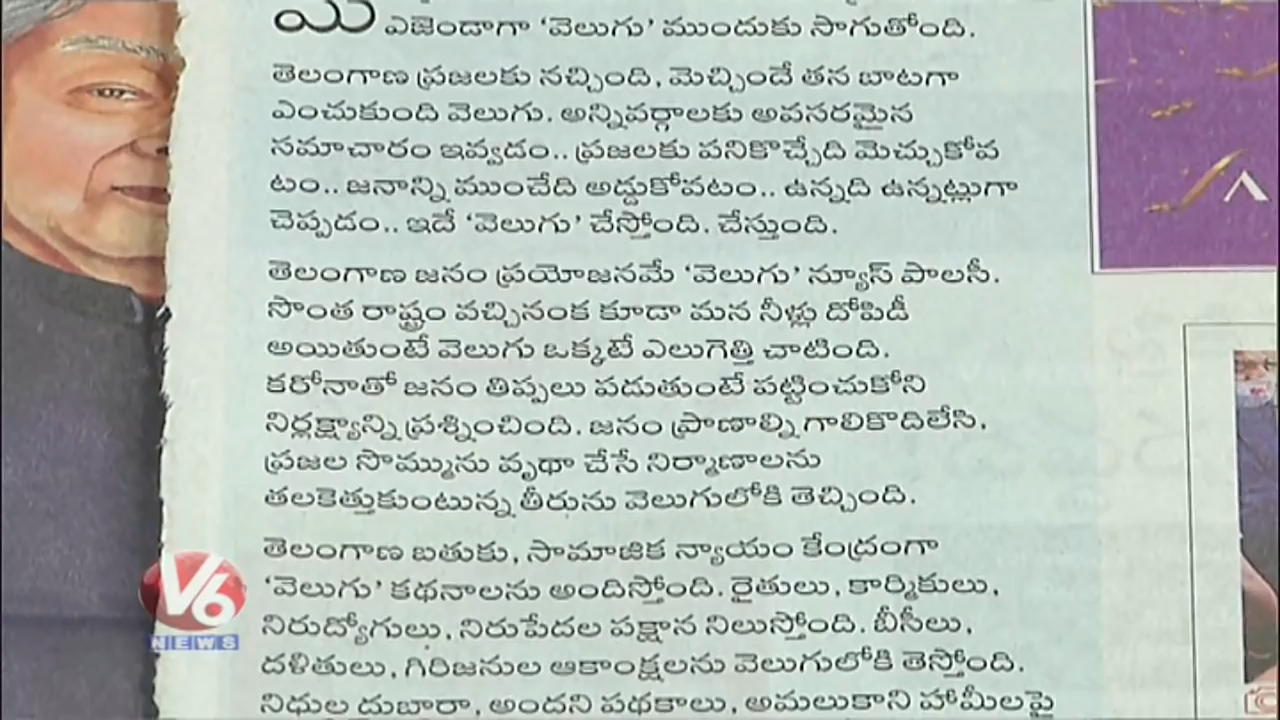 ఎజెండాగా ‘వెలుగు’ ముందుకు సాగుతోంది.
తెలంగాణ ప్రజలకు నచ్చింది, మెచ్చిందే తన బాటగా
ఎంచుకుంది వెలుగు. అన్నివర్గాలకు అవసరమైన
సమాచారం ఇవ్వడం.. ప్రజలకు పనికొచ్చేది మెచ్చుకోవ
టం.. జనాన్ని ముంచేది అడ్డుకోవటం.. ఉన్నది ఉన్నట్లుగా
చెప్పడం.. ఇదే ‘వెలుగు’ చేస్తోంది. చేస్తుంది.
తెలంగాణ జనం ప్రయోజనమే ‘వెలుగు’ న్యూస్ పాలసీ.
సొంత రాష్ట్రం వచ్చినంక కూడా మన నీళ్లు దోపిడీ
అయితుంటే వెలుగు ఒక్కటే ఎలుగెత్తి చాటింది.
కరోనాతో జనం తిప్పలు పడుతుంటే పట్టించుకోని
నిర్లక్ష్యాన్ని ప్రశ్నించింది. జనం ప్రాణాల్ని గాలికొదిలేసి,
ప్రజల సొమ్మును వృథా చేసే నిర్మాణాలను
తలకెత్తుకుంటున్న తీరును వెలుగులోకి తెచ్చింది.
తెలంగాణ బతుకు, సామాజిక న్యాయం కేంద్రంగా
‘వెలుగు’ కథనాలను అందిస్తోంది. రైతులు, కార్మికులు,
నిరుద్యోగులు, నిరుపేదల పక్షాన నిలుస్తోంది. బీసీలు,
దళితులు, గిరిజనుల ఆకాంక్షలను వెలుగులోకి తెస్తోంది.
నిధుల దుబారా, అందని పథకాలు, అమలుకాని హామీలపై
V6
NEWS